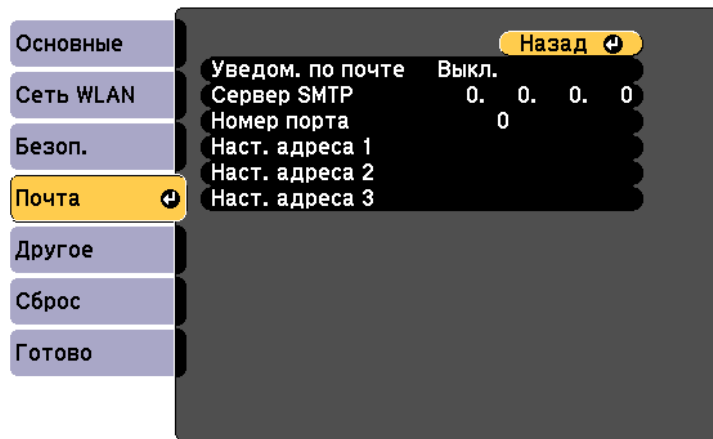 Основные
Сеть WLAN
Безоп.
Почта
Другое
Сброс
Готово
Назад
Уведом. по почте Выкл.
Сервер SMTP 0. 0. 0. 0
Номер порта 0
Наст. адреса 1
Наст. адреса 2
Наст. адреса 3